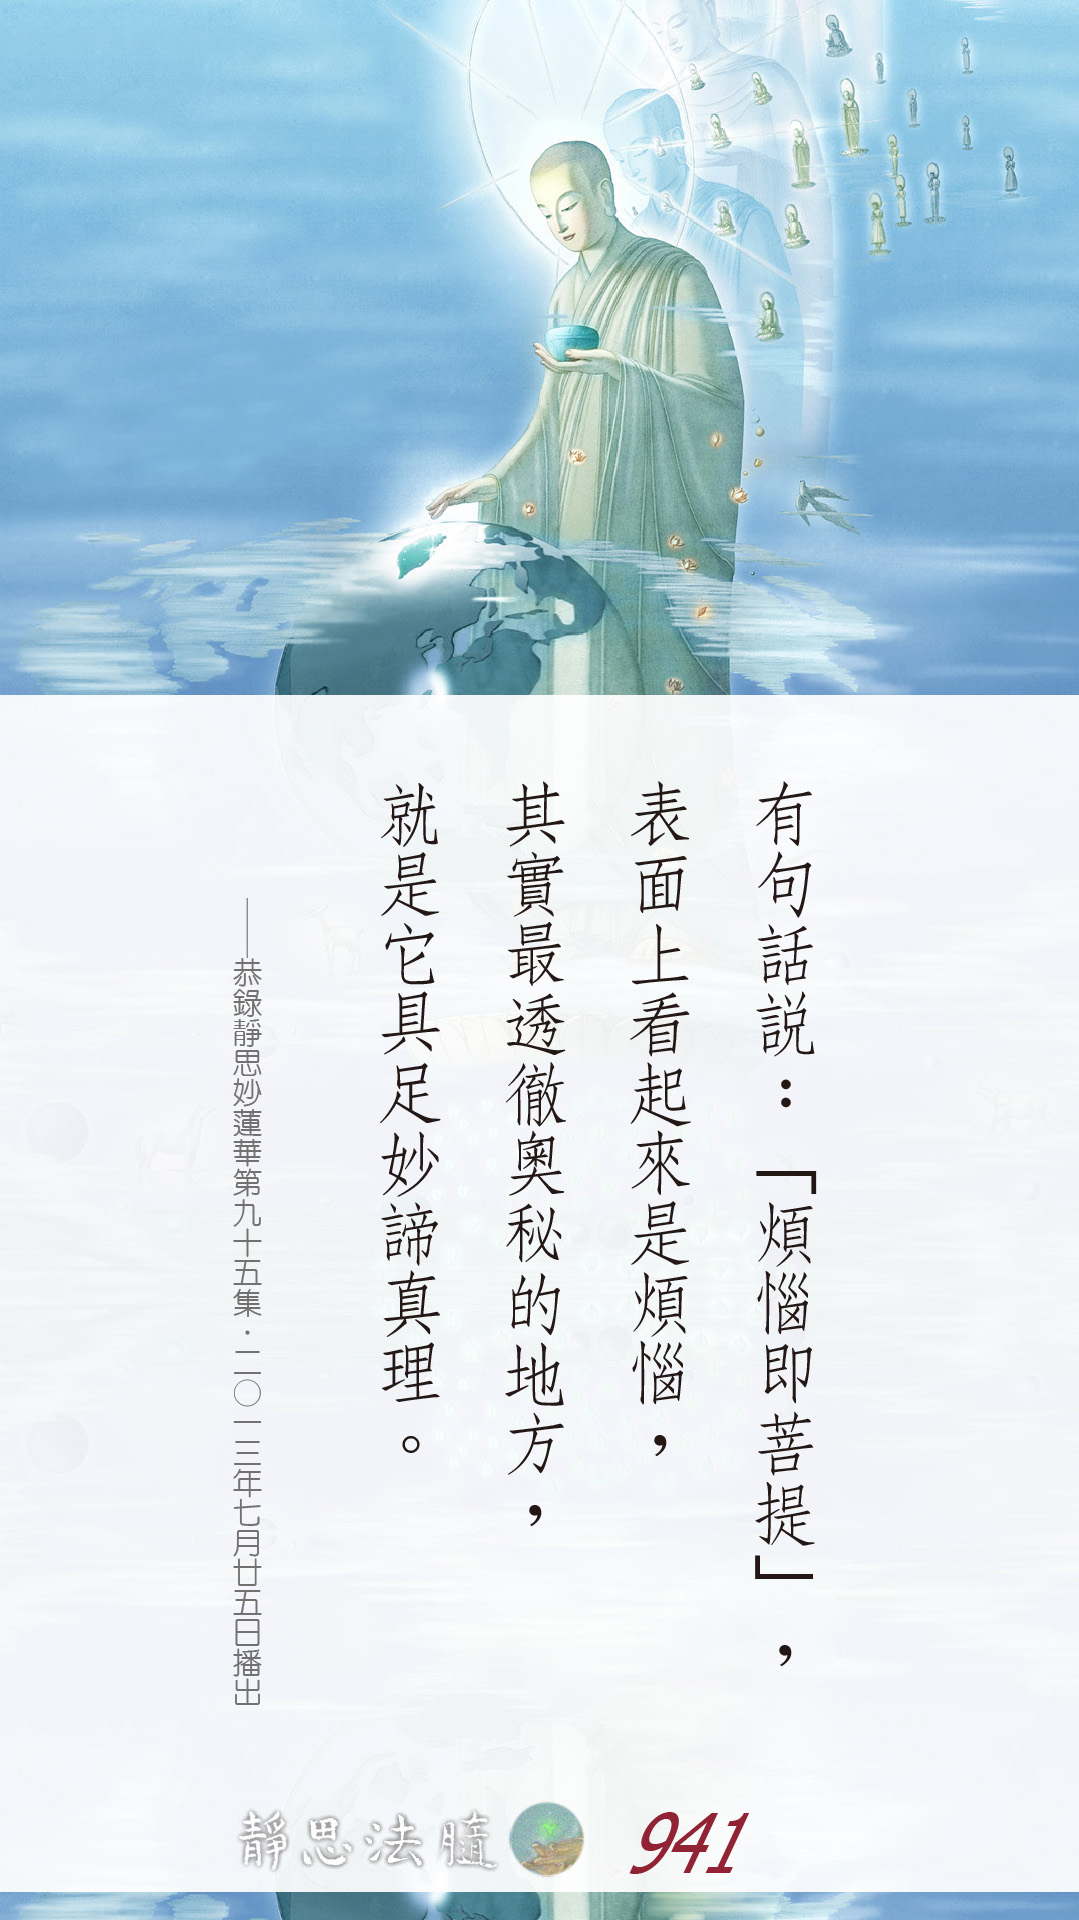 有句話説：「煩惱即菩提」，
表面上看起來是煩惱，
其實最透徹奧秘的地方，
就是它具足妙諦真理。
——恭錄靜思妙蓮華第九十五集．二〇一三年七月廿五日播出
靜思法髓
941